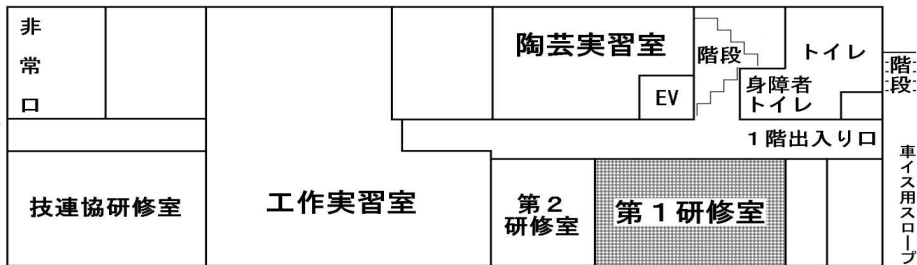 非常口
陶芸実習室
階段
トイレ
EV
身障者
トイレ
階段
1階出入り口
技連協研修室
工作実習室
第2
研修室
第1研修室
車イス用スロープ